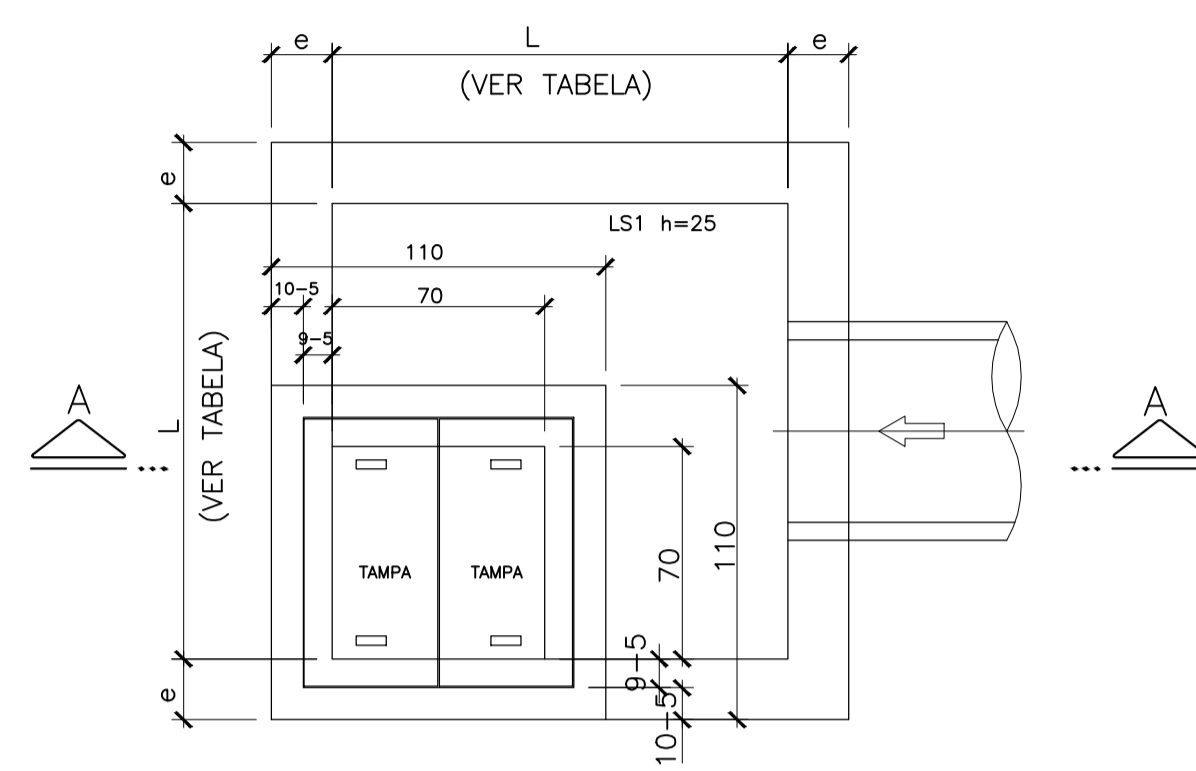 e
L
e
(VER TABELA)
e
LS1 h=25
110
10-5
70
9-5
L
(VER TABELA)
A
A
70
110
TAMPA
TAMPA
9-5
e
10-5